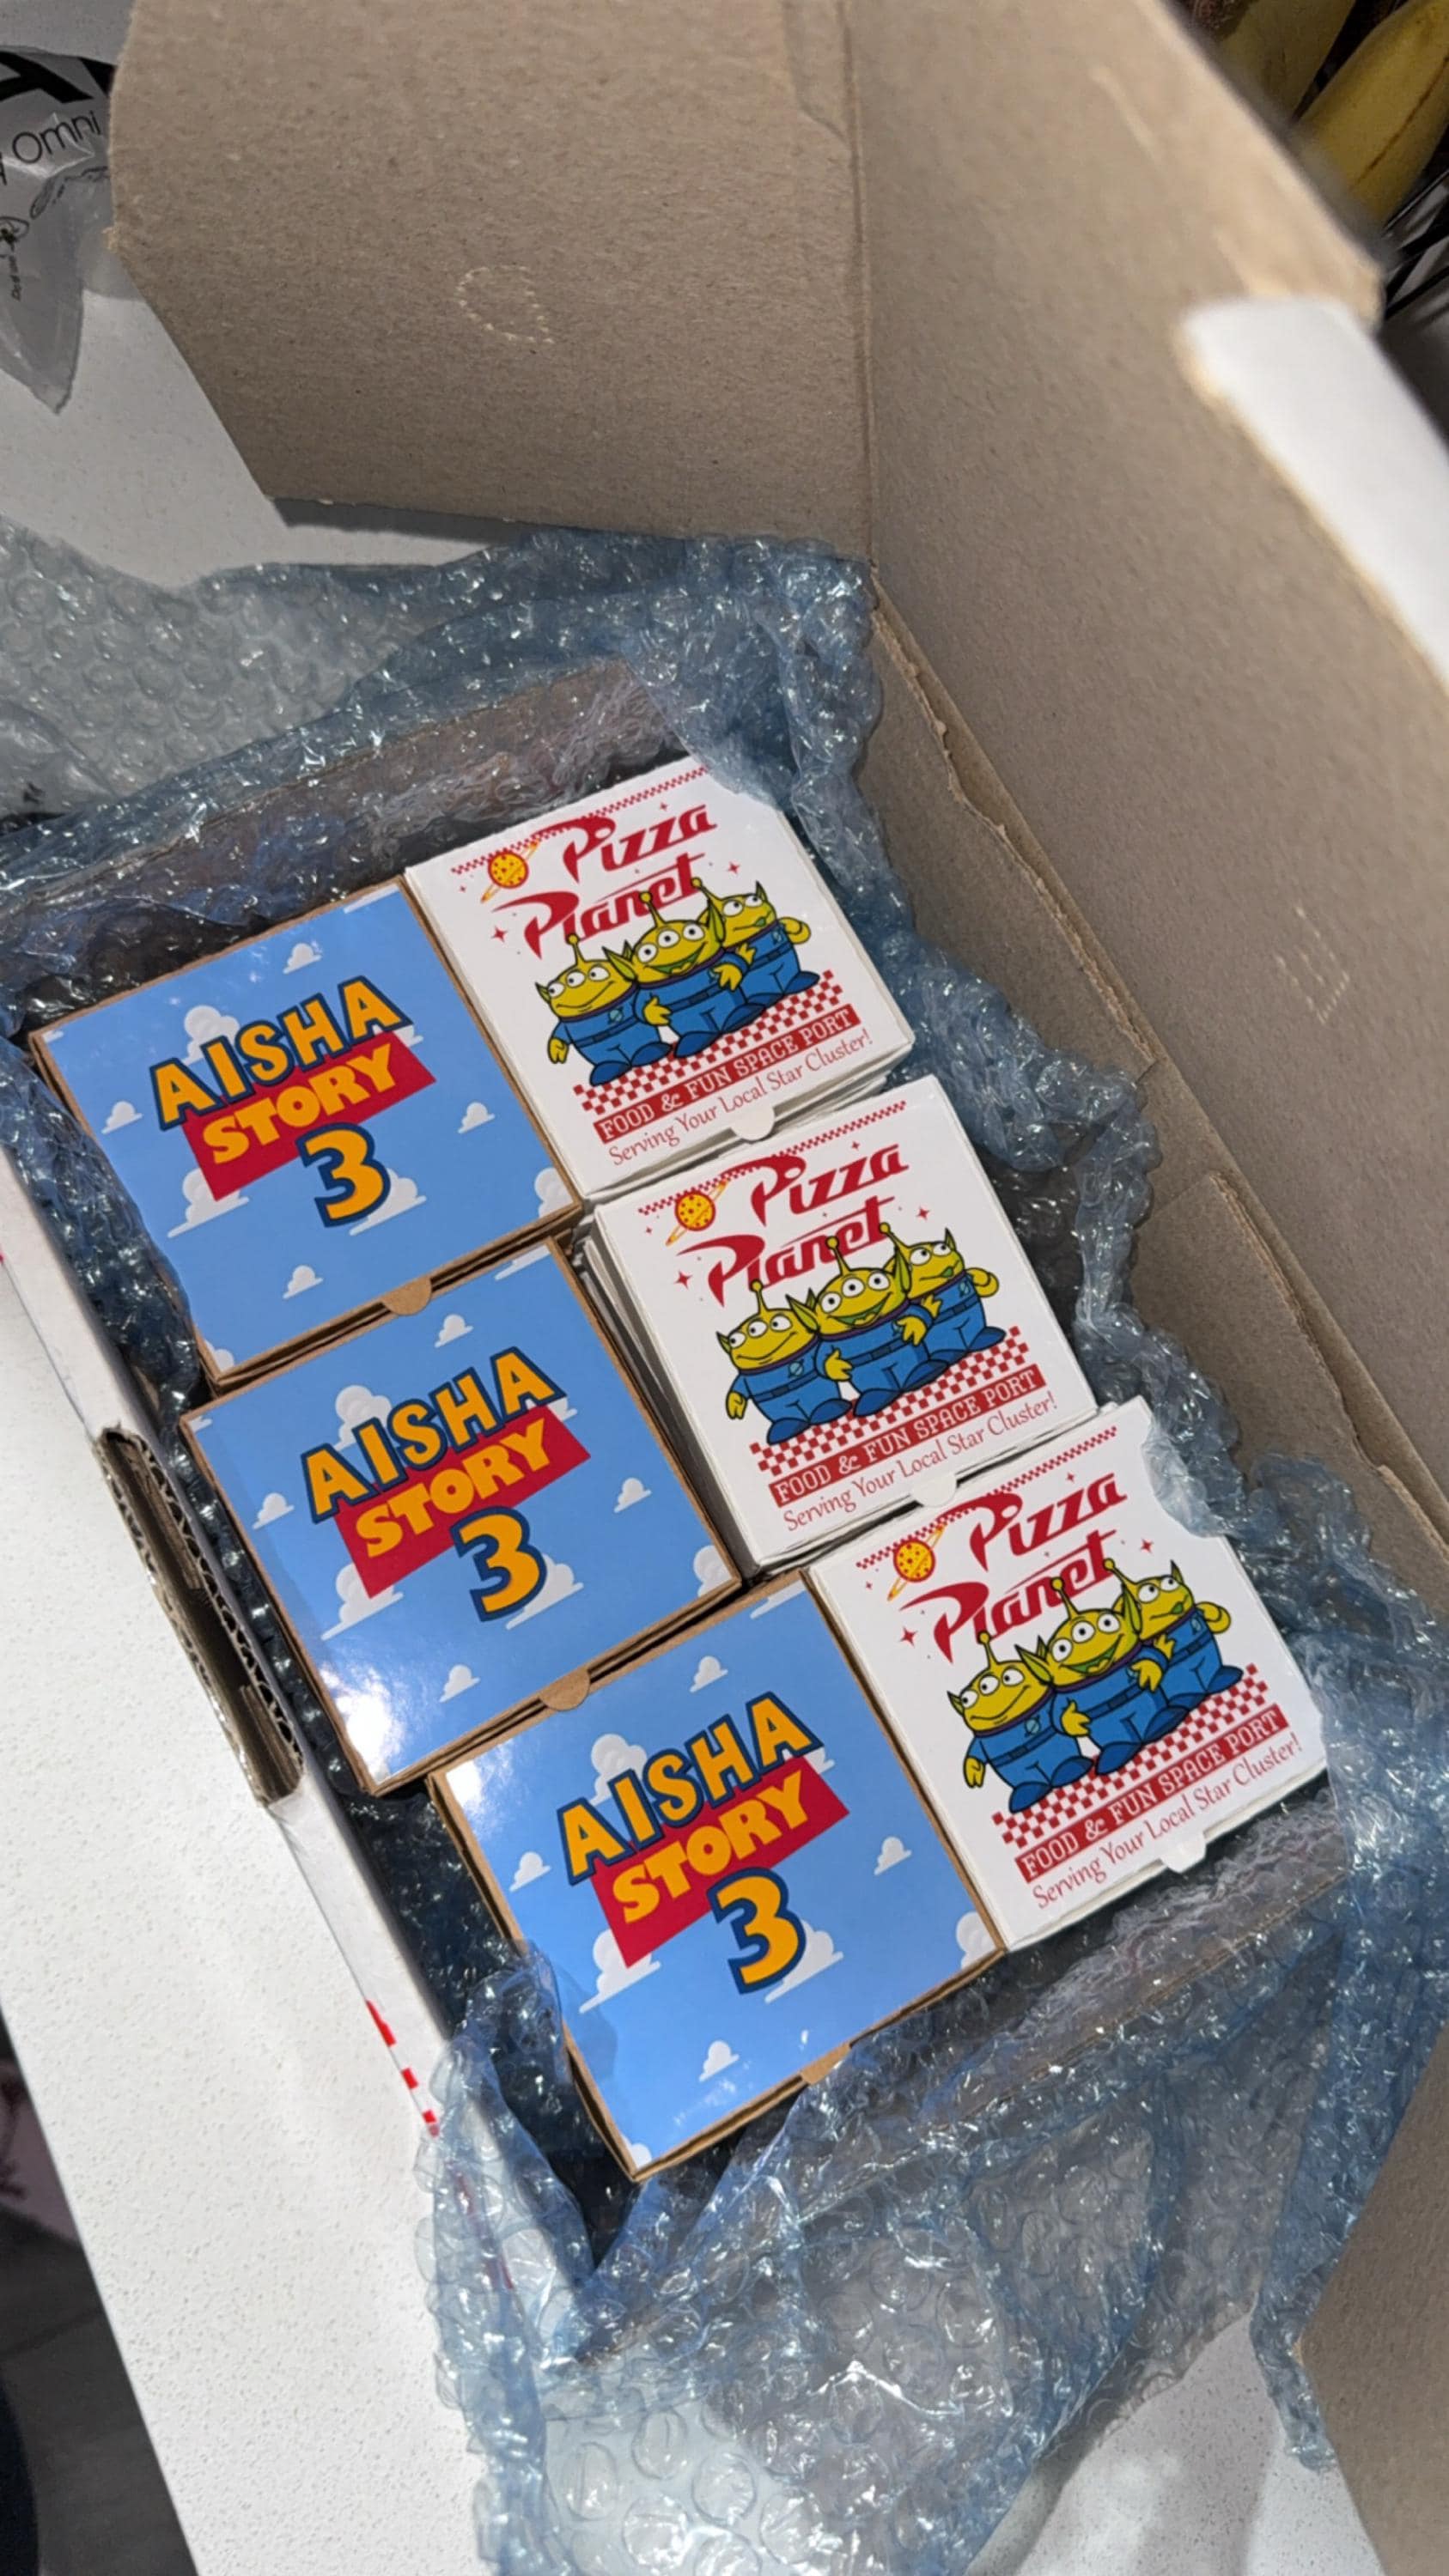 Omni
AISHA
STORY
3
Pizza
Planet
FOOD & FUN SPACE PORT
Serving Your Local Star Cluster!
AISHA
STORY
3
Pizza
Planet
FOOD & FUN SPACE PORT
Serving Your Local Star Cluster!
AISHA
STORY
3
Pizza
Planet
FOOD & FUN SPACE PORT
Serving Your Local Star Cluster!